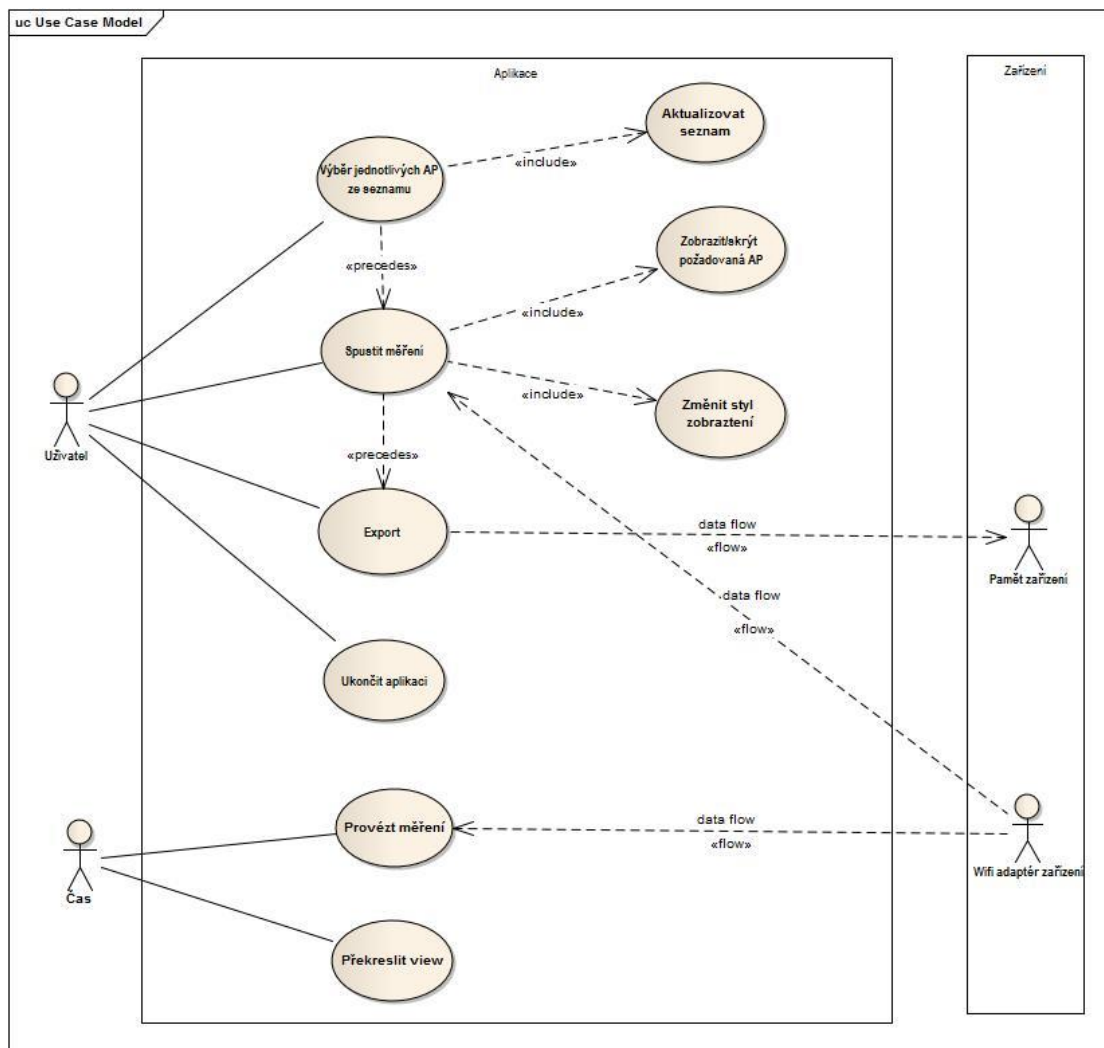 uc Use Case Model
Aplikace
Zařízení
Aktualizovat
seznam
Výběr jednotlivých AP
ze seznamu
«include»
Zobrazit/skrýt
požadovaná AP
«precedes»
«include»
Spustit měření
Změnit styl
zobraztení
«include»
Uživatel
«precedes»
Export
data flow
«flow»
Pamět zařízení
data flow
«flow»
Ukončit aplikaci
Provézt měření
data flow
«flow»
Wifi adaptér zařízení
Čas
Překreslit view